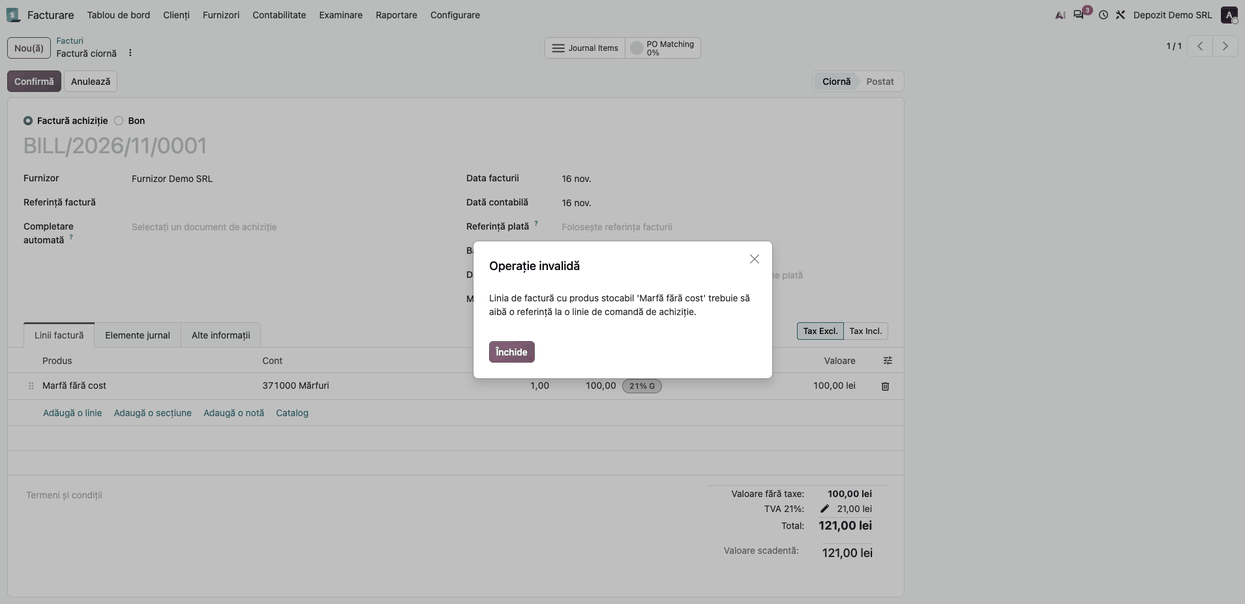 Facturare
Tablou de bord
Clienți
Furnizori
Contabilitate
Examinare
Raportare
Configurare
3
Depozit Demo SRL
A
Nou(ă)
Facturi
Factură ciornă
Journal Items
PO Matching
0%
1 / 1
Confirmă
Anulează
Ciornă
Postat
Factură achiziție
Bon
BILL/2026/11/0001
Furnizor
Furnizor Demo SRL
Data facturii
16 nov.
Referință factură
Dată contabilă
16 nov.
Completare
automată ?
Selectați un document de achiziție
Referință plată ?
Folosește referința facturii
Operație invalidă
Linia de factură cu produs stocabil 'Marfă fără cost' trebuie să
aibă o referință la o linie de comandă de achiziție.
Închide
plată
Linii factură
Elemente jurnal
Alte informații
Tax Excl.
Tax Incl.
Produs
Cont
Valoare
Marfă fără cost
371000 Mărfuri
1,00
100,00
21% G
100,00 lei
Adăugă o linie
Adaugă o secțiune
Adaugă o notă
Catalog
Termeni și condiții
Valoare fără taxe: 100,00 lei
TVA 21%: 21,00 lei
Total: 121,00 lei
Valoare scadentă: 121,00 lei